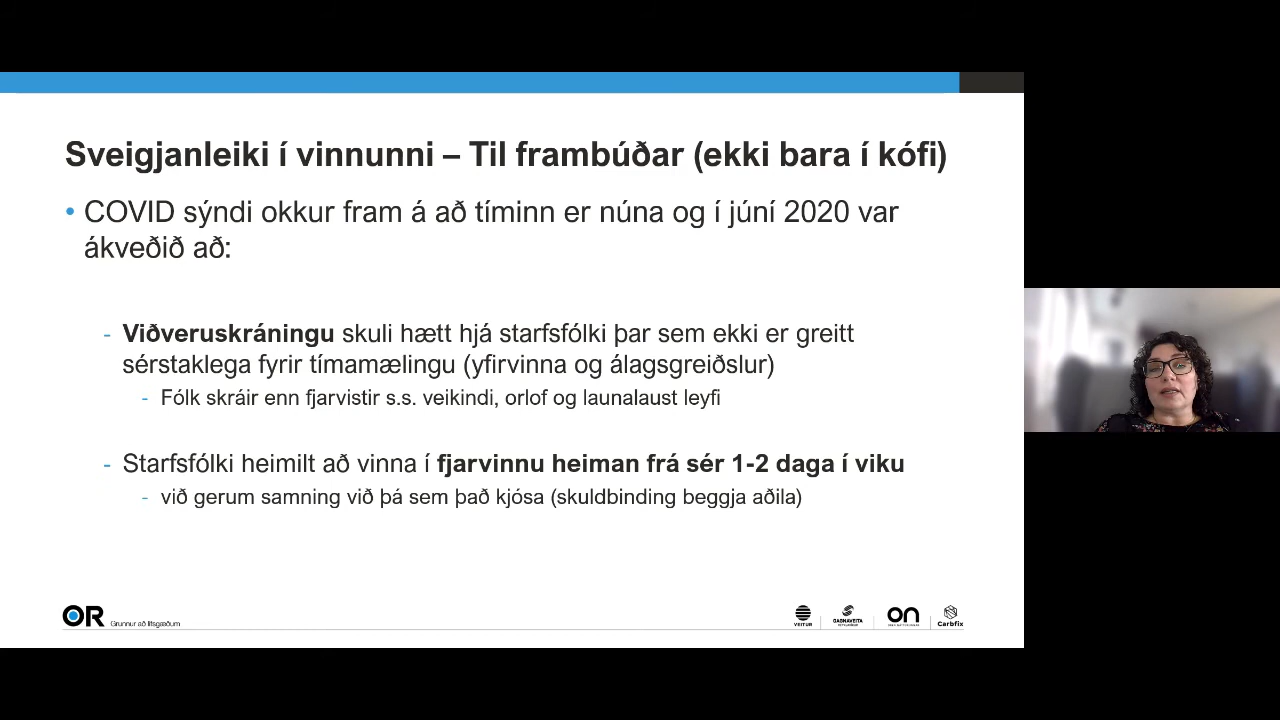 Sveigjanleiki í vinnunni – Til frambúðar (ekki bara í kófi)
• COVID sýndi okkur fram á að tíminn er núna og í júní 2020 var
ákveðið að:
- Viðveruskráningu skuli hætt hjá starfsfólki þar sem ekki er greitt
sérstaklega fyrir tímamælingu (yfirvinna og álagsgreiðslur)
- Fólk skráir enn fjarvistir s.s. veikindi, orlof og launalaust leyfi
- Starfsfólki heimilt að vinna í fjarvinnu heiman frá sér 1-2 daga í viku
- við gerum samning við þá sem það kjósa (skuldbinding beggja aðila)
OR Grunnur að lífsgæðum
VEITUR
GAGNAVEITA
ON
Carbfix